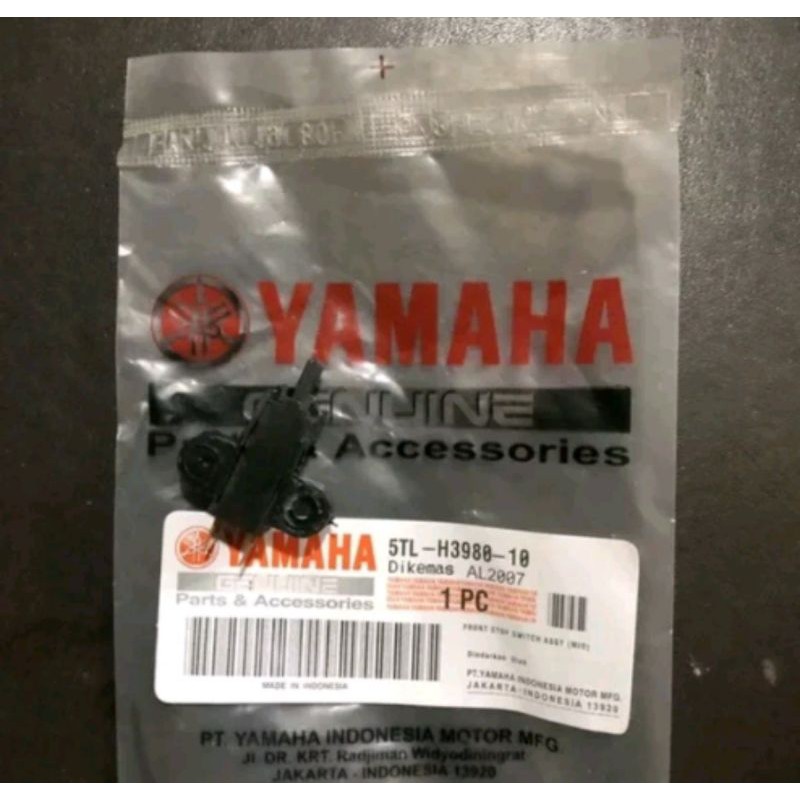 YAMAHA
GENUINE
Parts & Accessories
YAMAHA
GENUINE
Parts & Accessories
5TL-H3980-10
Dikemas AL2007
1 PC
FRONT STOP SWITCH ASSY (MIO)
Diedarkan Oleh
PT.YAMAHA INDONESIA MOTOR MFG.
JAKARTA-INDONESIA 13920
MADE IN INDONESIA
PT. YAMAHA INDONESIA MOTOR MFG.
Jl. DR. KRT. Radjiman Widyodiningrat
JAKARTA - INDONESIA 13920